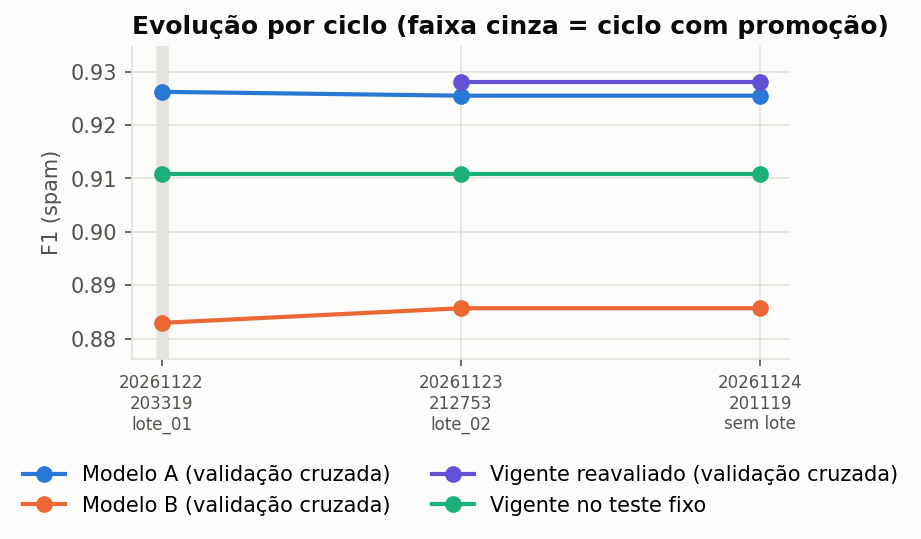 Evolução por ciclo (faixa cinza = ciclo com promoção)
F1 (spam)
0.93
0.92
0.91
0.90
0.89
0.88
20261122
203319
lote_01
20261123
212753
lote_02
20261124
201119
sem lote
Modelo A (validação cruzada)
Modelo B (validação cruzada)
Vigente reavaliado (validação cruzada)
Vigente no teste fixo